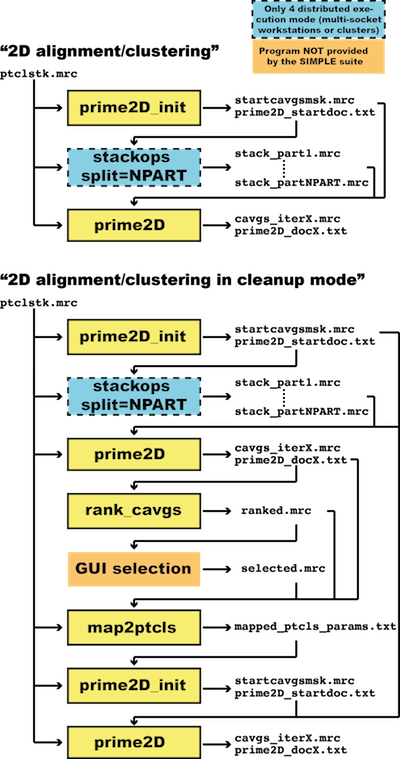 Only 4 distributed exe-
cution mode (multi-socket
workstations or clusters)
Program NOT provided
by the SIMPLE suite
“2D alignment/clustering”
ptclstk.mrc
prime2D_init
startcavgsmsk.mrc
prime2D_startdoc.txt
stackops
split=NPART
stack_part1.mrc
stack_partNPART.mrc
prime2D
cavgs_iterX.mrc
prime2D_docX.txt
“2D alignment/clustering in cleanup mode”
ptclstk.mrc
prime2D_init
startcavgsmsk.mrc
prime2D_startdoc.txt
stackops
split=NPART
stack_part1.mrc
stack_partNPART.mrc
prime2D
cavgs_iterX.mrc
prime2D_docX.txt
rank_cavgs
ranked.mrc
GUI selection
selected.mrc
map2ptcls
mapped_ptcls_params.txt
prime2D_init
startcavgsmsk.mrc
prime2D_startdoc.txt
prime2D
cavgs_iterX.mrc
prime2D_docX.txt